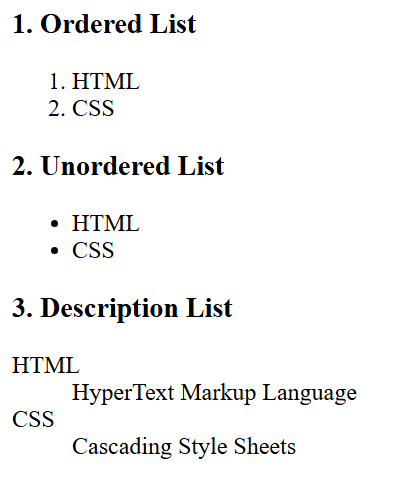 1. Ordered List
1. HTML
2. CSS
2. Unordered List
• HTML
• CSS
3. Description List
HTML
HyperText Markup Language
CSS
Cascading Style Sheets